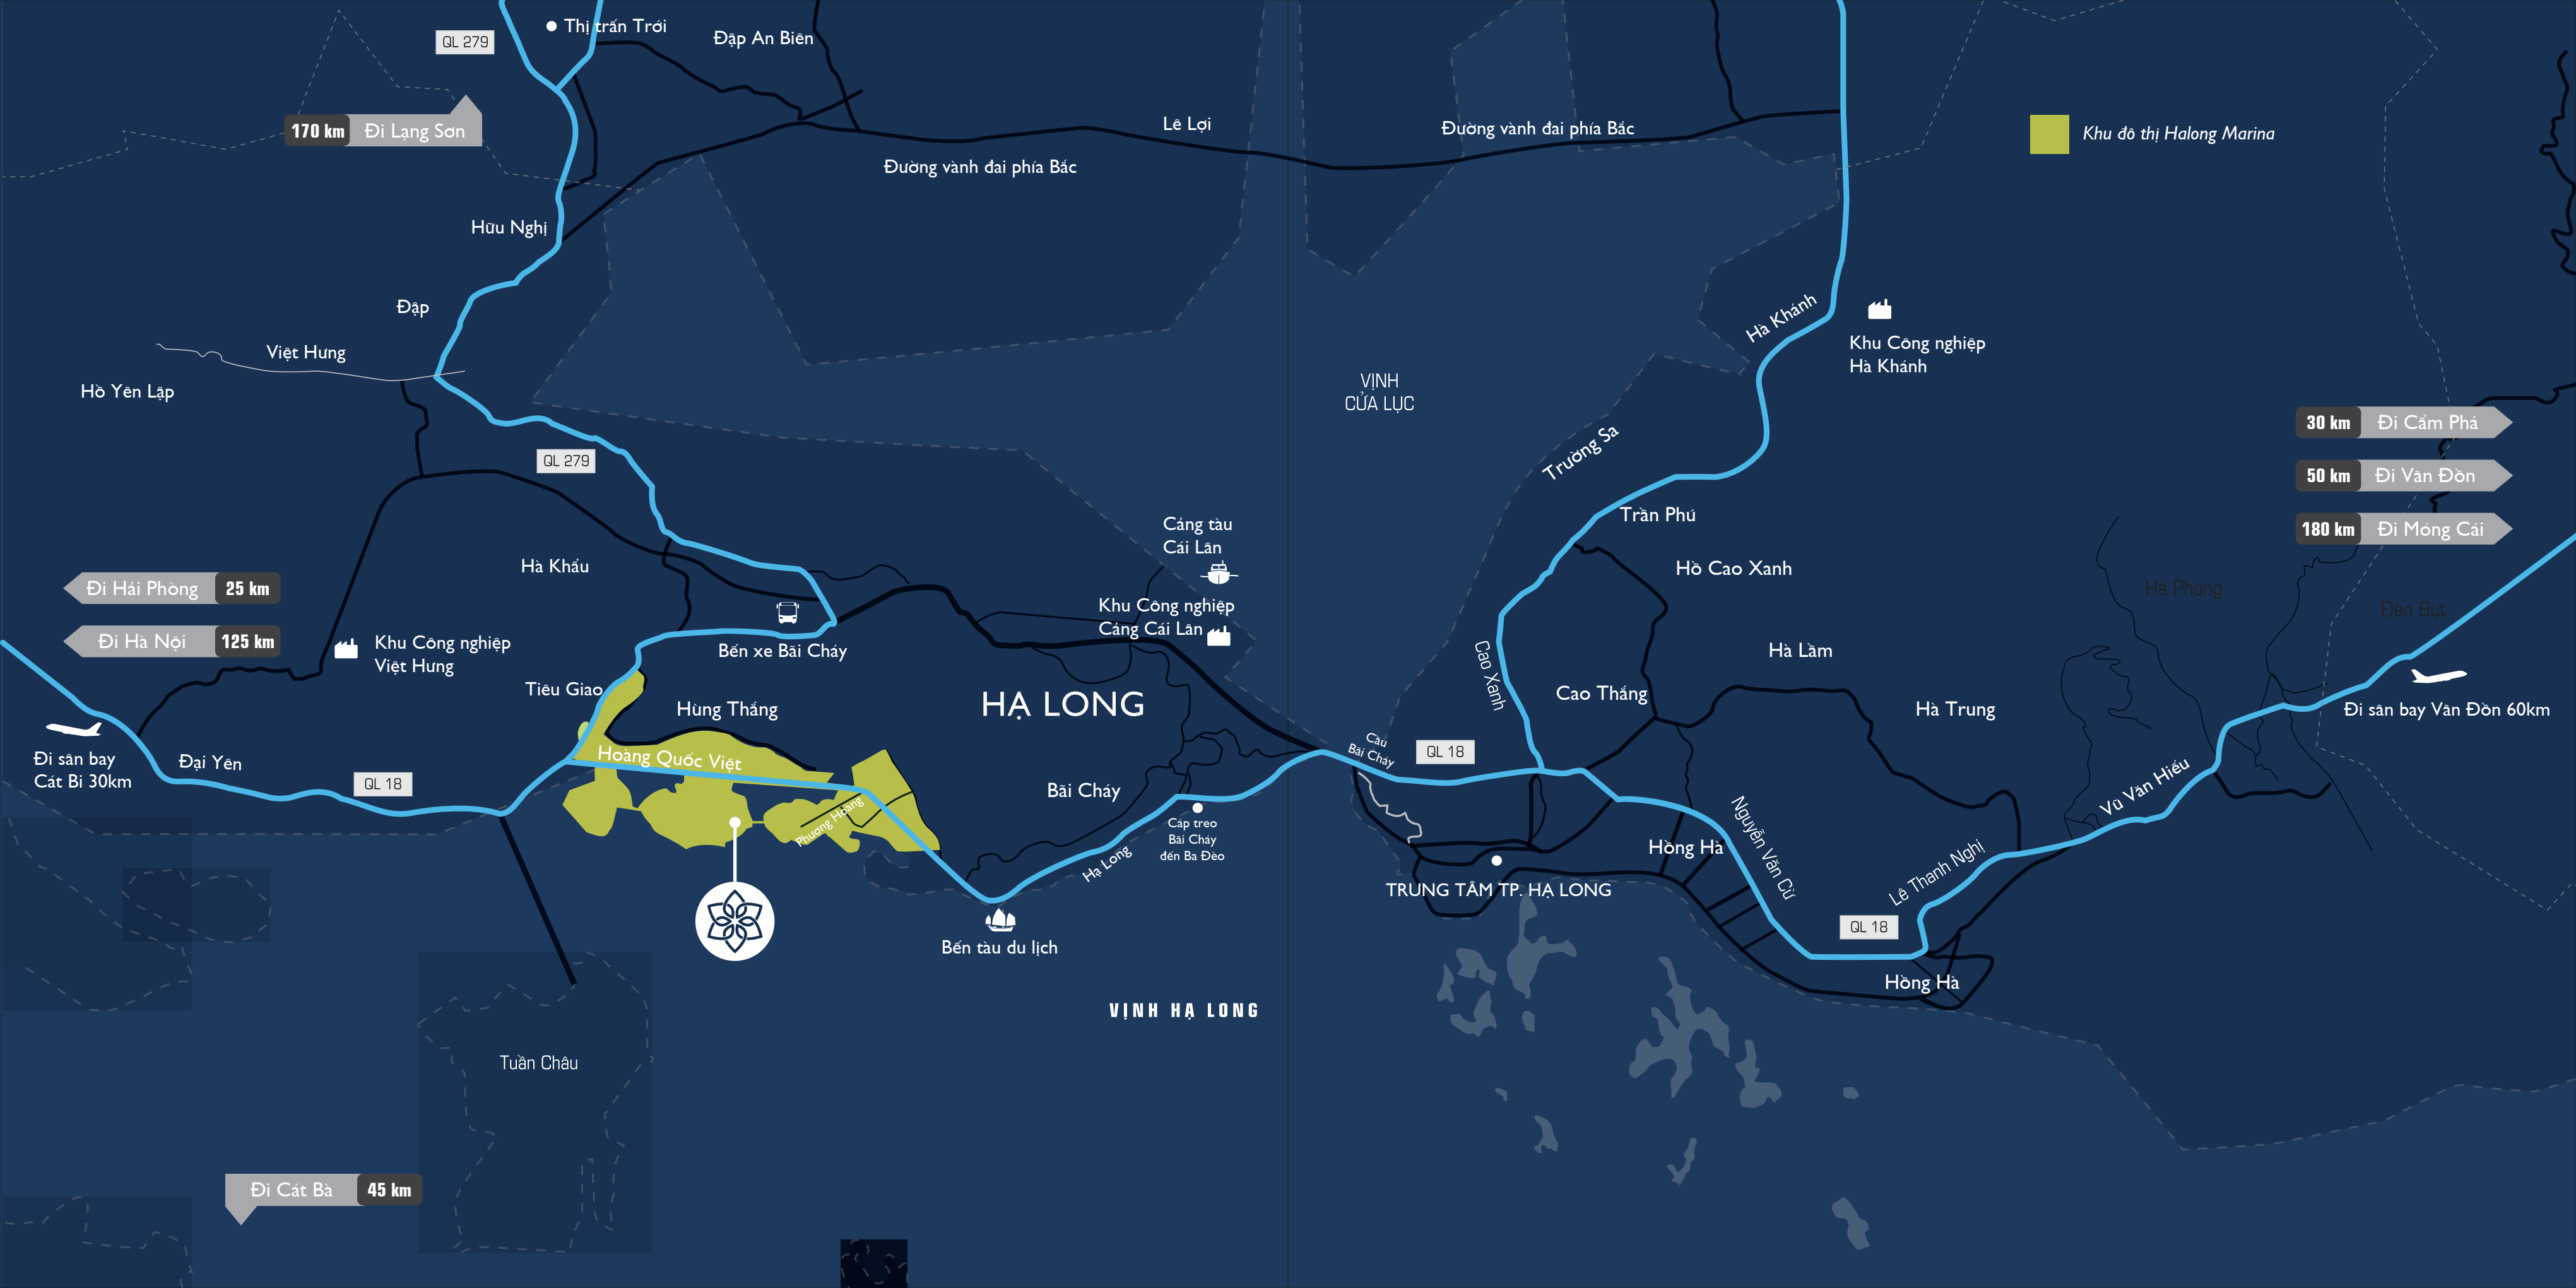 QL 279
Thị trấn Trới
Đập An Biên
170 km Đi Lạng Sơn
Lê Lợi
Đường vành đai phía Bắc
Đường vành đai phía Bắc
Khu đô thị Halong Marina
Hữu Nghị
Đập
Việt Hưng
Hồ Yên Lập
QL 279
VỊNH
CỬA LỤC
Hà Khánh
Khu Công nghiệp
Hà Khánh
Trường Sa
30 km Đi Cẩm Phả
50 km Đi Vân Đồn
180 km Đi Móng Cái
Trần Phú
Cảng tàu
Cái Lân
Hà Khẩu
Hồ Cao Xanh
Hà Phong
Đèo Bụt
Đi Hải Phòng 25 km
Đi Hà Nội 125 km
Khu Công nghiệp
Cảng Cái Lân
Khu Công nghiệp
Việt Hưng
Bến xe Bãi Cháy
Hà Lầm
Cao Xanh
Cao Thắng
Tiêu Giao
Hùng Thắng
HẠ LONG
Hà Trung
Đi sân bay Vân Đồn 60km
Đi sân bay
Cát Bi 30km
Đại Yên
QL 18
Hoàng Quốc Việt
Cầu
Bãi Cháy
QL 18
Bãi Cháy
Vũ Văn Hiếu
Phượng Hoàng
Cáp treo
Bãi Cháy
đến Ba Đèo
Hạ Long
Hồng Hà
Nguyễn Văn Cừ
Lê Thanh Nghị
TRUNG TÂM TP. HẠ LONG
QL 18
Bến tàu du lịch
Hồng Hà
VỊNH HẠ LONG
Tuần Châu
Đi Cát Bà 45 km